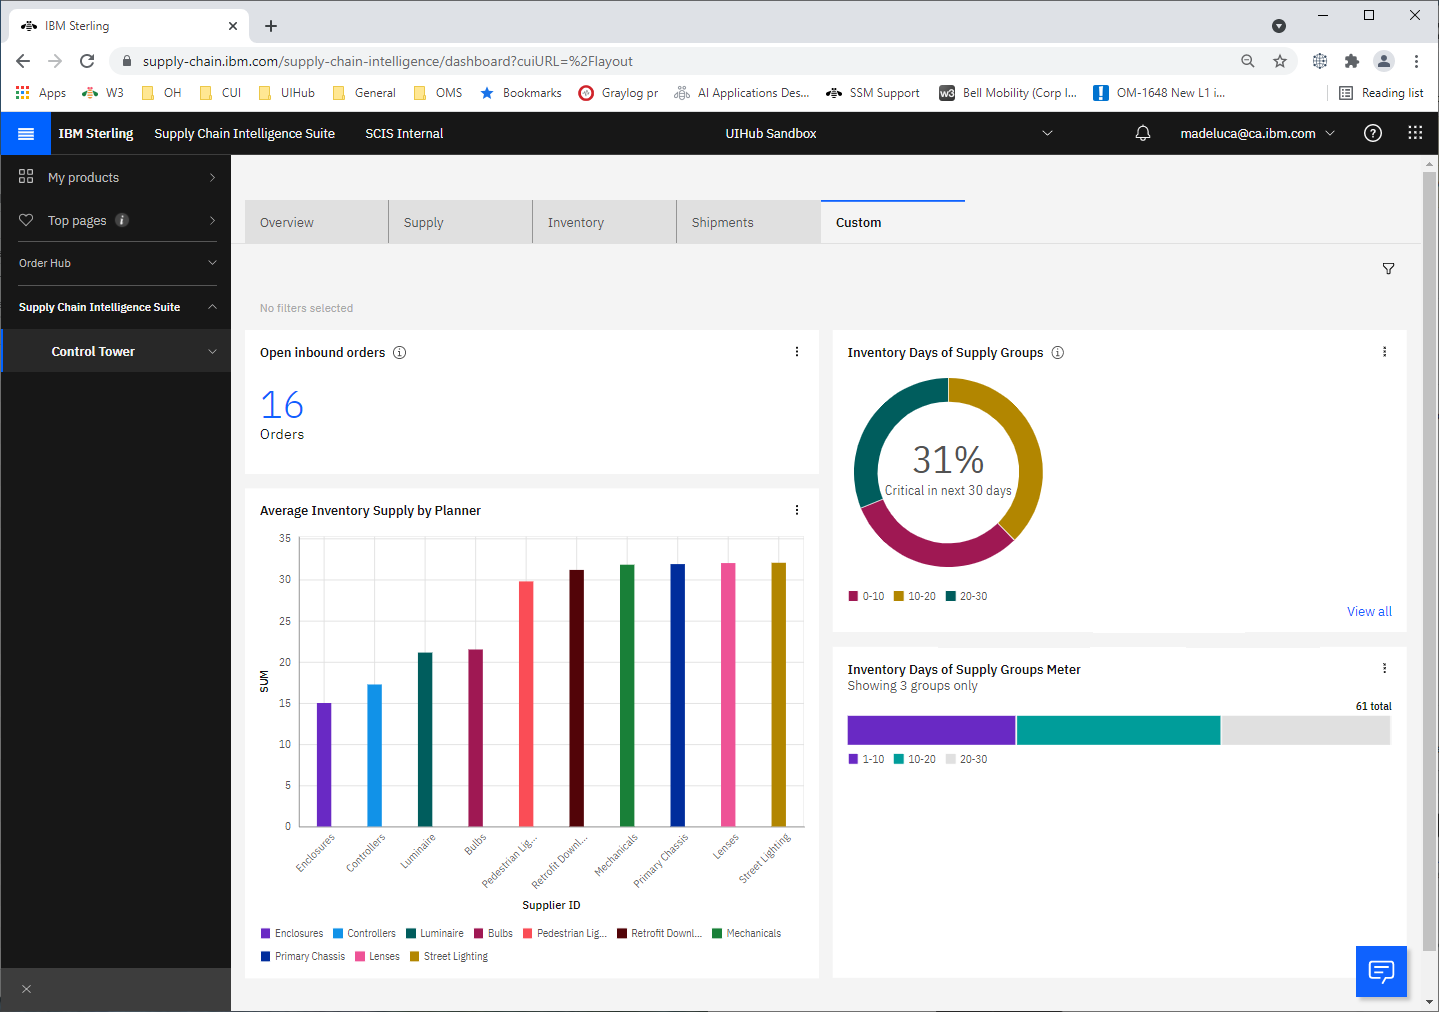 IBM Sterling
supply-chain.ibm.com/supply-chain-intelligence/dashboard?cuiURL=%2Flayout
Apps W3 OH CUI UIHub General OMS Bookmarks Graylog pr AI Applications Des... SSM Support w3 Bell Mobility (Corp I... OM-1648 New L1 i... Reading list
IBM Sterling Supply Chain Intelligence Suite SCIS Internal UIHub Sandbox madeluca@ca.ibm.com
My products
Top pages
Order Hub
Supply Chain Intelligence Suite
Control Tower
Overview Supply Inventory Shipments Custom
No filters selected
Open inbound orders
16
Orders
Average Inventory Supply by Planner
35
30
25
20
15
10
5
0
SUM
Enclosures Controllers Luminaire Bulbs Pedestrian Lig... Retrofit Downl... Mechanicals Primary Chassis Lenses Street Lighting
Supplier ID
Enclosures Controllers Luminaire Bulbs Pedestrian Lig... Retrofit Downl... Mechanicals
Primary Chassis Lenses Street Lighting
Inventory Days of Supply Groups
31%
Critical in next 30 days
0-10 10-20 20-30
View all
Inventory Days of Supply Groups Meter
Showing 3 groups only
61 total
1-10 10-20 20-30